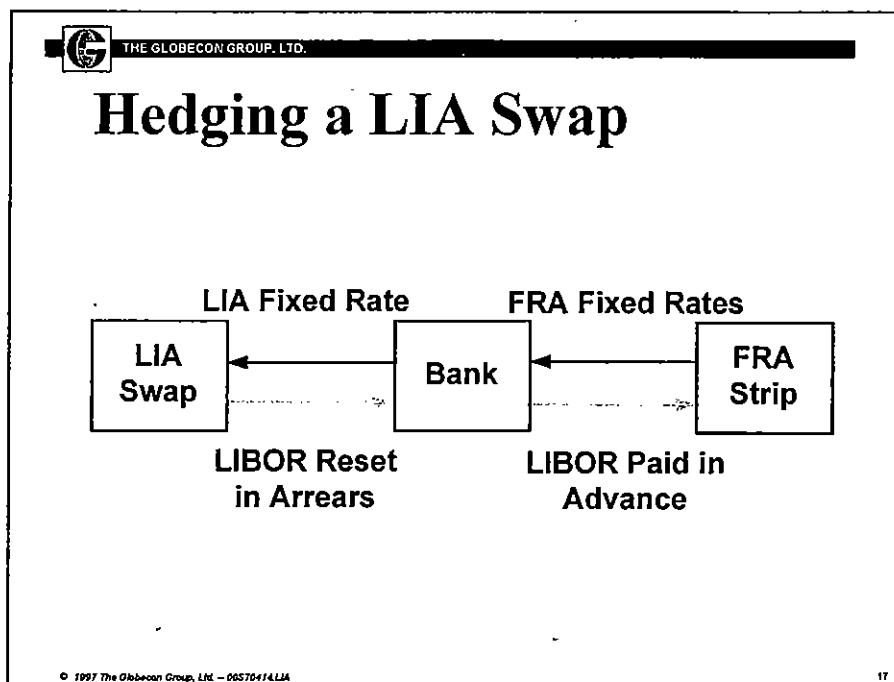 THE GLOBECON GROUP, LTD.
Hedging a LIA Swap
LIA Fixed Rate
FRA Fixed Rates
LIA
Swap
Bank
FRA
Strip
LIBOR Reset
in Arrears
LIBOR Paid in
Advance
© 1997 The Globecon Group, Ltd. – 00S70414.LIA
17